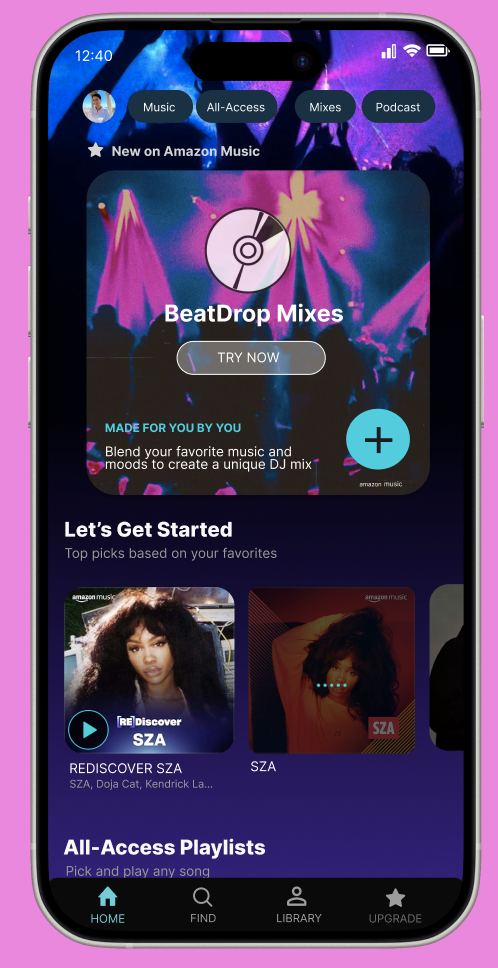 12:40
Music
All-Access
Mixes
Podcast
New on Amazon Music
BeatDrop Mixes
TRY NOW
MADE FOR YOU BY YOU
Blend your favorite music and
moods to create a unique DJ mix
amazon music
Let's Get Started
Top picks based on your favorites
amazon music
amazon music
[RE]Discover
SZA
SZA
REDISCOVER SZA
SZA
SZA, Doja Cat, Kendrick La...
All-Access Playlists
Pick and play any song
HOME
FIND
LIBRARY
UPGRADE